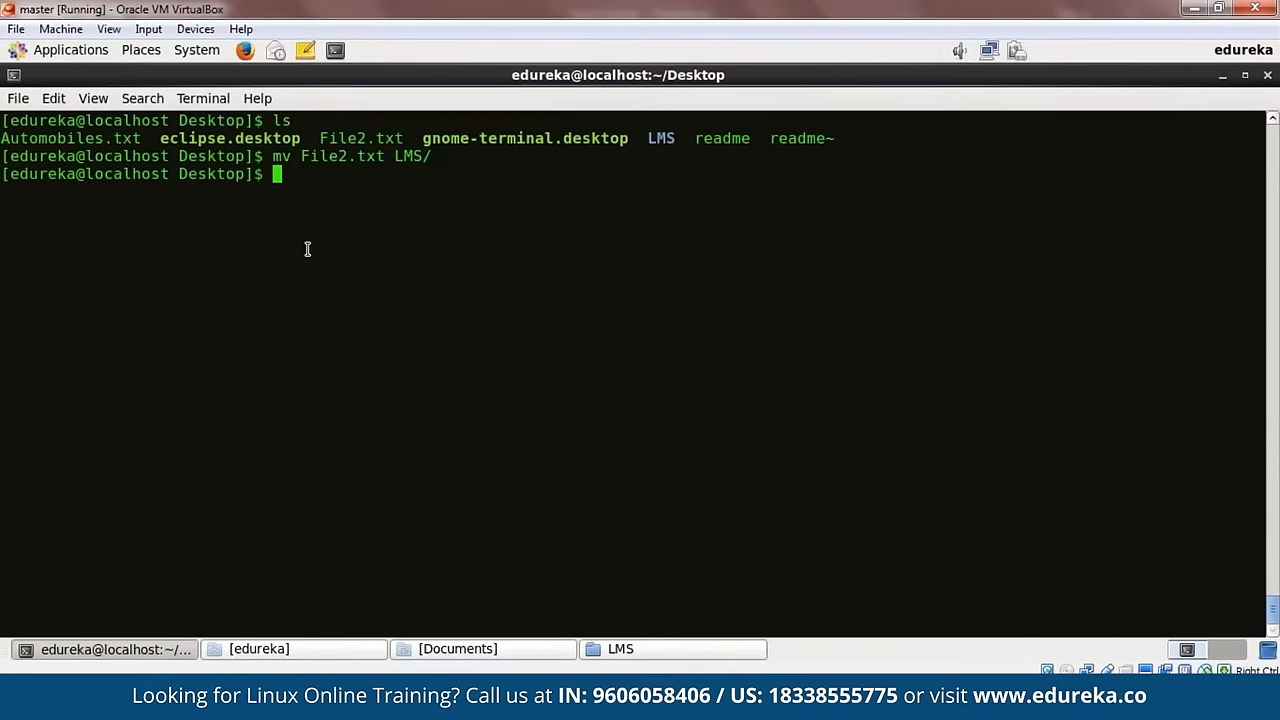 master [Running] - Oracle VM VirtualBox
File Machine View Input Devices Help
Applications Places System edureka
edureka@localhost:~/Desktop
File Edit View Search Terminal Help
[edureka@localhost Desktop]$ ls
Automobiles.txt eclipse.desktop File2.txt gnome-terminal.desktop LMS readme readme~
[edureka@localhost Desktop]$ mv File2.txt LMS/
[edureka@localhost Desktop]$
edureka@localhost:~/... [edureka] [Documents] LMS
Right Ctrl
Looking for Linux Online Training? Call us at IN: 9606058406 / US: 18338555775 or visit www.edureka.co